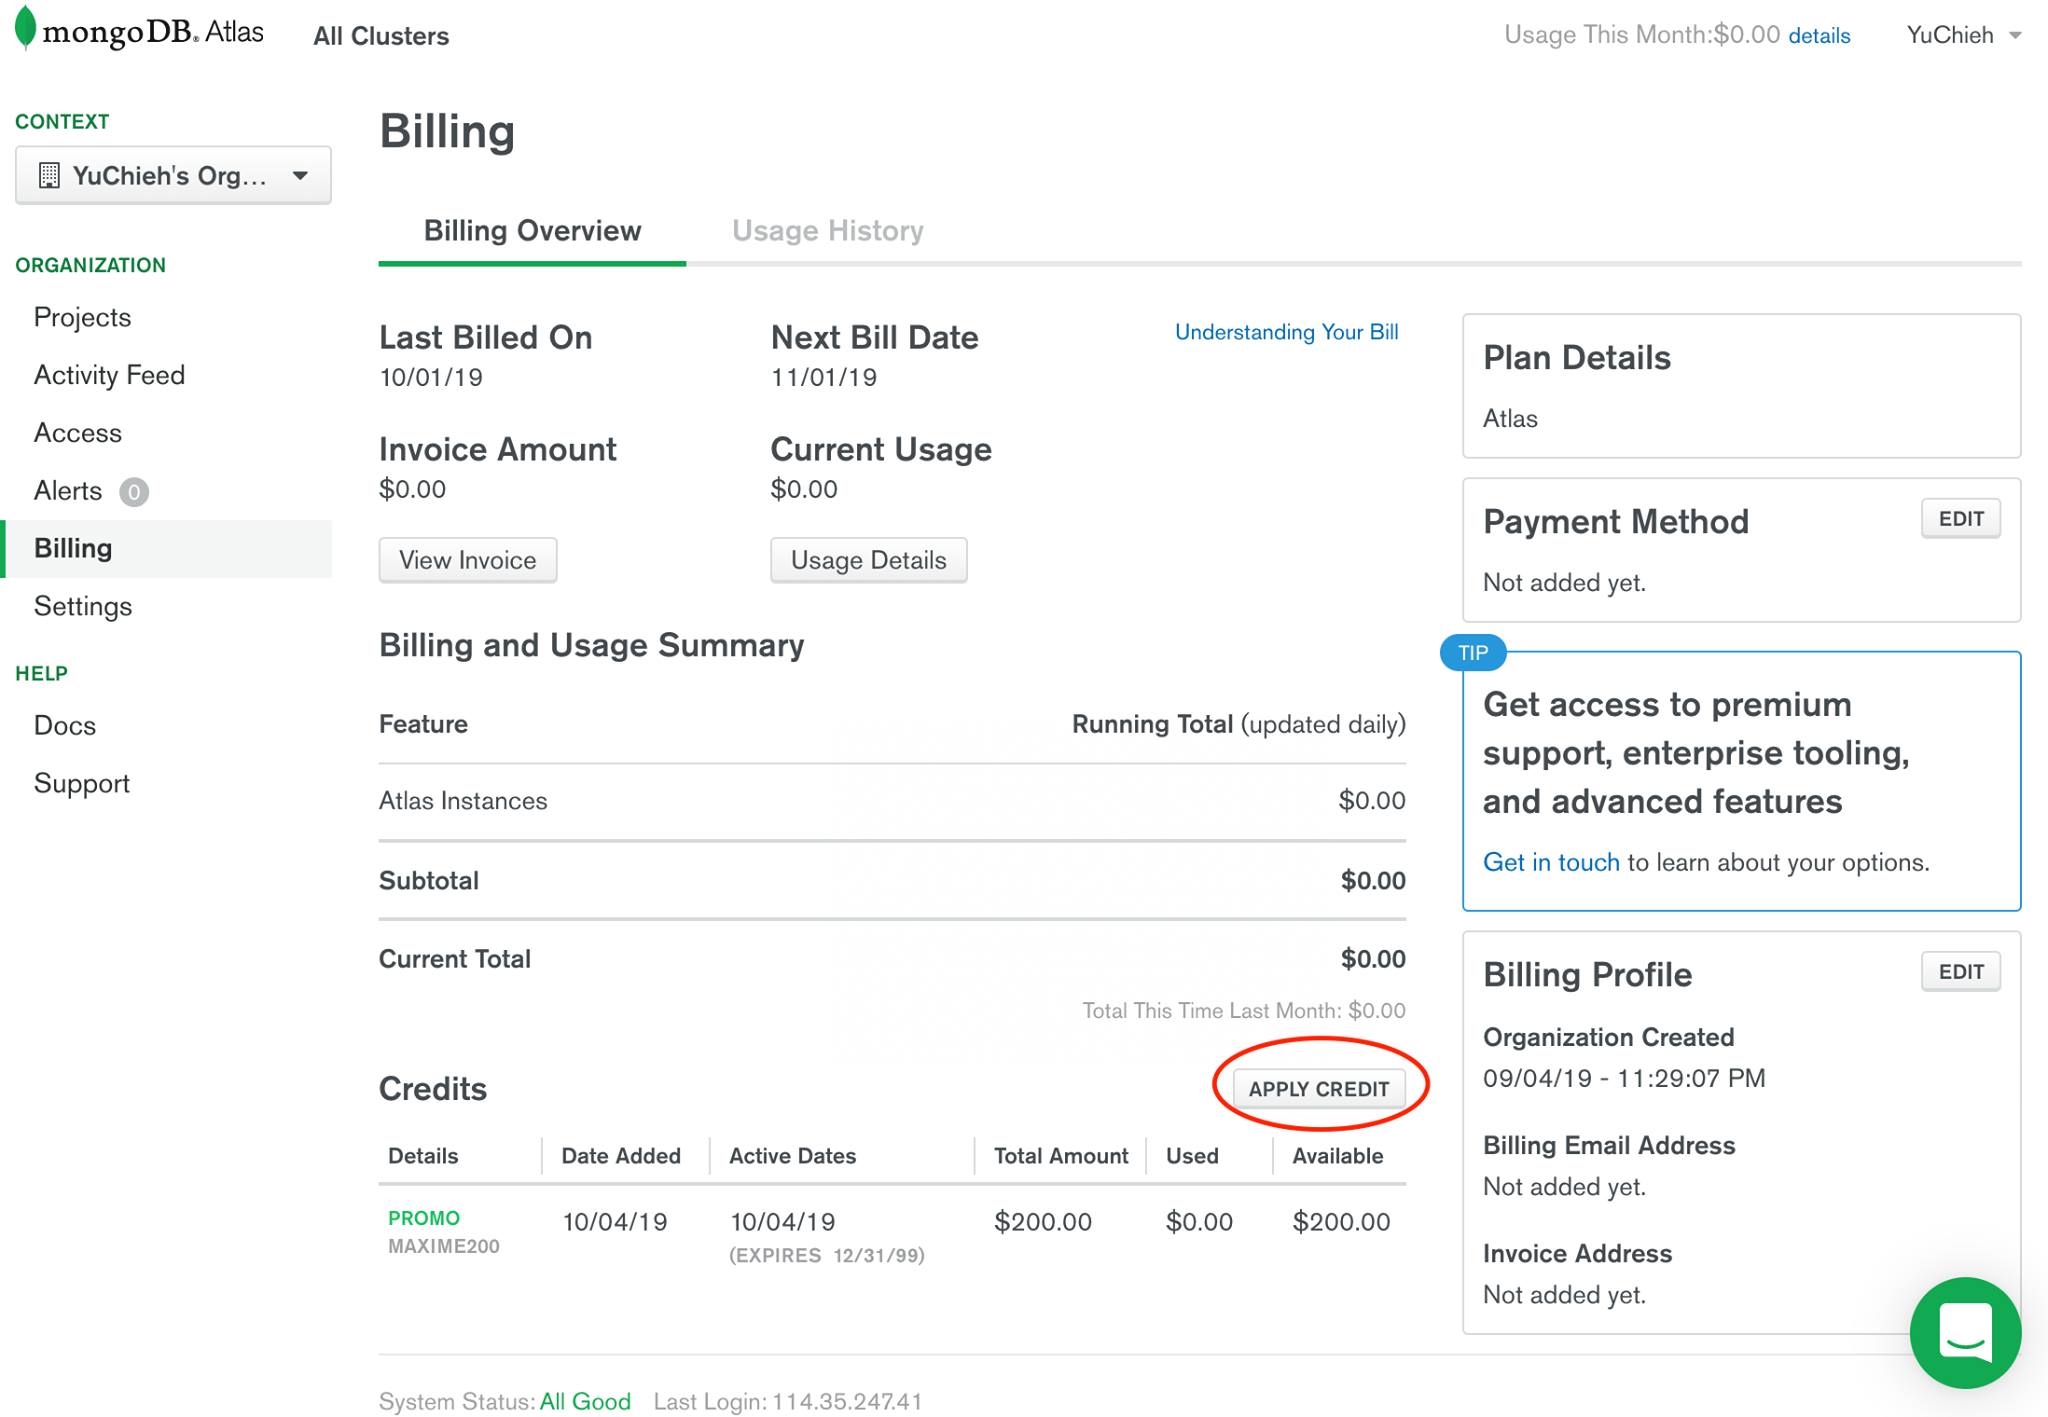 mongoDB. Atlas
All Clusters
Usage This Month:$0.00 details
YuChieh
CONTEXT
YuChieh's Org...
ORGANIZATION
Projects
Activity Feed
Access
Alerts 0
Billing
Settings
HELP
Docs
Support
Billing
Billing Overview
Usage History
Last Billed On
10/01/19
Next Bill Date
11/01/19
Understanding Your Bill
Invoice Amount
$0.00
Current Usage
$0.00
View Invoice
Usage Details
Billing and Usage Summary
Feature
Running Total (updated daily)
Atlas Instances
$0.00
Subtotal
$0.00
Current Total
$0.00
Total This Time Last Month: $0.00
Credits
APPLY CREDIT
Details
Date Added
Active Dates
Total Amount
Used
Available
PROMO
MAXIME200
10/04/19
10/04/19
(EXPIRES 12/31/99)
$200.00
$0.00
$200.00
Plan Details
Atlas
Payment Method
EDIT
Not added yet.
TIP
Get access to premium
support, enterprise tooling,
and advanced features
Get in touch to learn about your options.
Billing Profile
EDIT
Organization Created
09/04/19 - 11:29:07 PM
Billing Email Address
Not added yet.
Invoice Address
Not added yet.
System Status: All Good
Last Login: 114.35.247.41